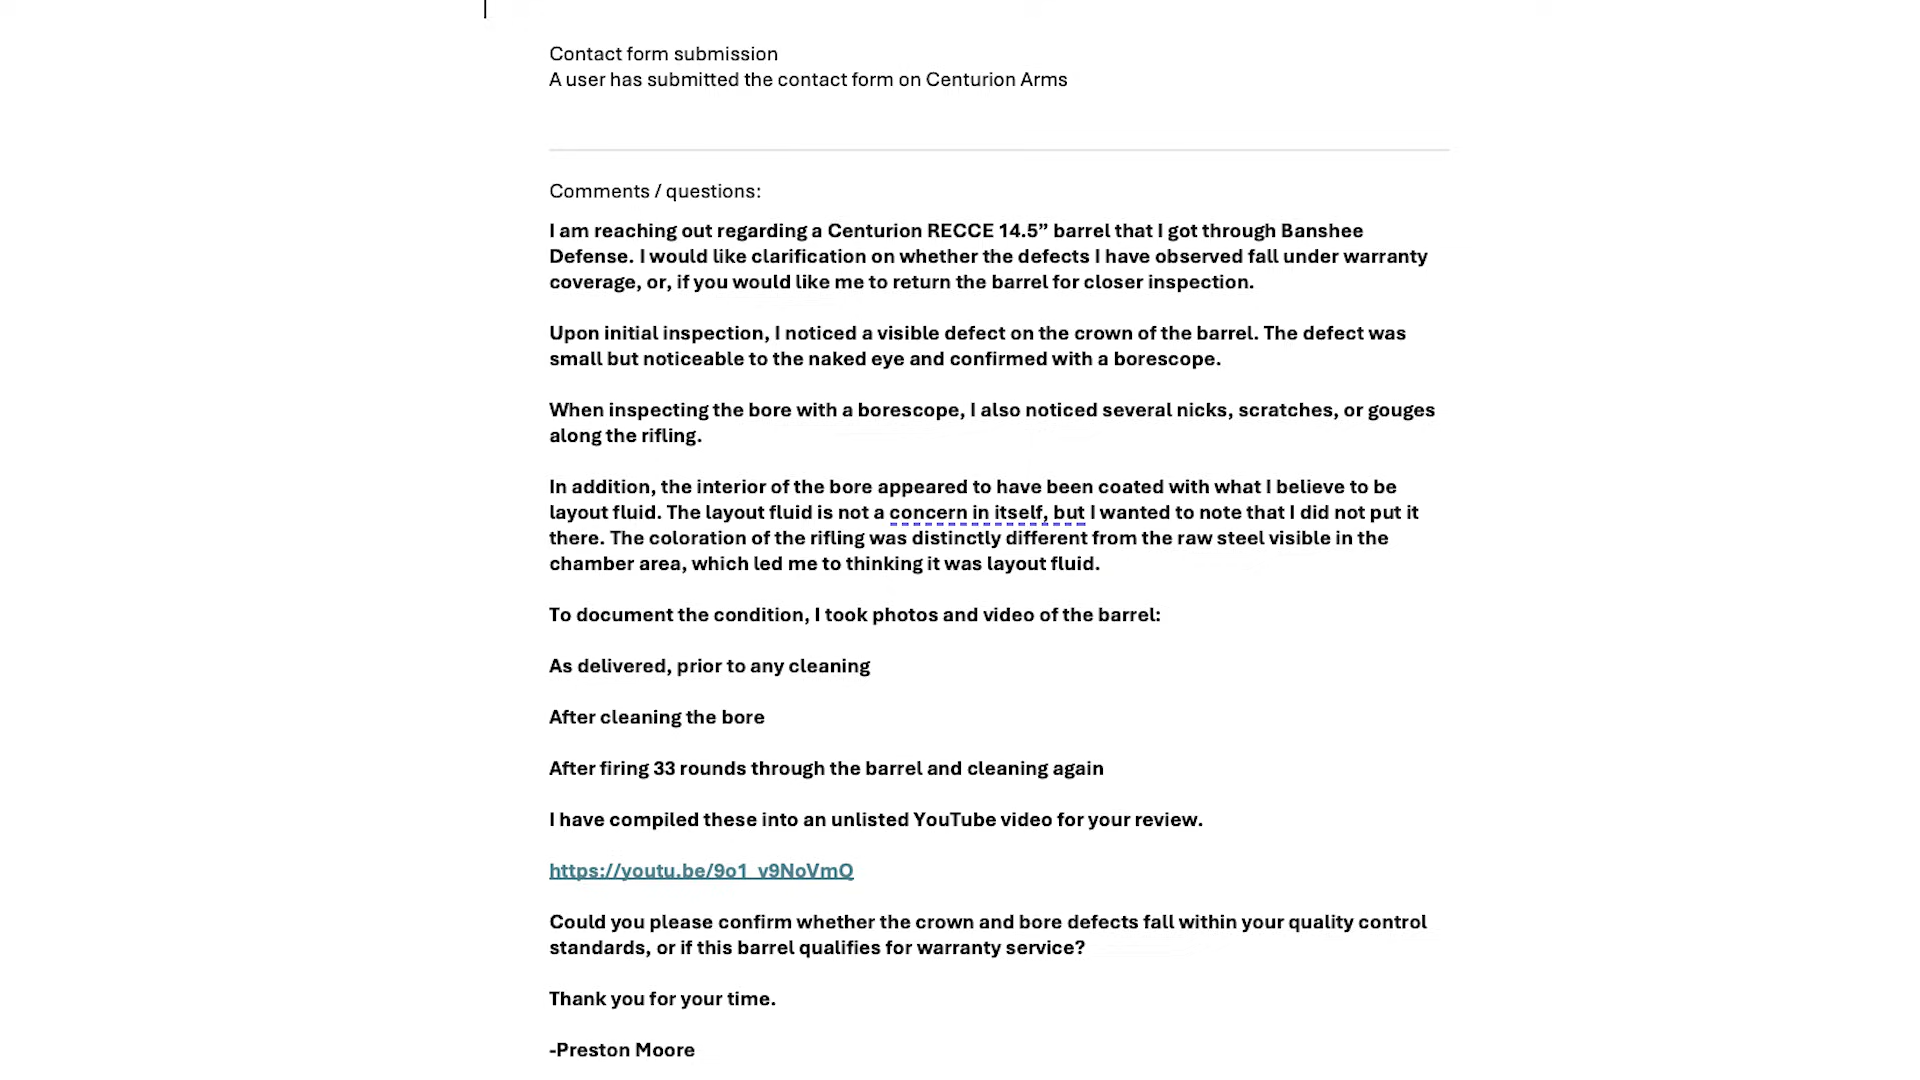 Contact form submission
A user has submitted the contact form on Centurion Arms
Comments / questions:
I am reaching out regarding a Centurion RECCE 14.5” barrel that I got through Banshee
Defense. I would like clarification on whether the defects I have observed fall under warranty
coverage, or, if you would like me to return the barrel for closer inspection.
Upon initial inspection, I noticed a visible defect on the crown of the barrel. The defect was
small but noticeable to the naked eye and confirmed with a borescope.
When inspecting the bore with a borescope, I also noticed several nicks, scratches, or gouges
along the rifling.
In addition, the interior of the bore appeared to have been coated with what I believe to be
layout fluid. The layout fluid is not a concern in itself, but I wanted to note that I did not put it
there. The coloration of the rifling was distinctly different from the raw steel visible in the
chamber area, which led me to thinking it was layout fluid.
To document the condition, I took photos and video of the barrel:
As delivered, prior to any cleaning
After cleaning the bore
After firing 33 rounds through the barrel and cleaning again
I have compiled these into an unlisted YouTube video for your review.
https://youtu.be/9o1_v9NoVmQ
Could you please confirm whether the crown and bore defects fall within your quality control
standards, or if this barrel qualifies for warranty service?
Thank you for your time.
-Preston Moore